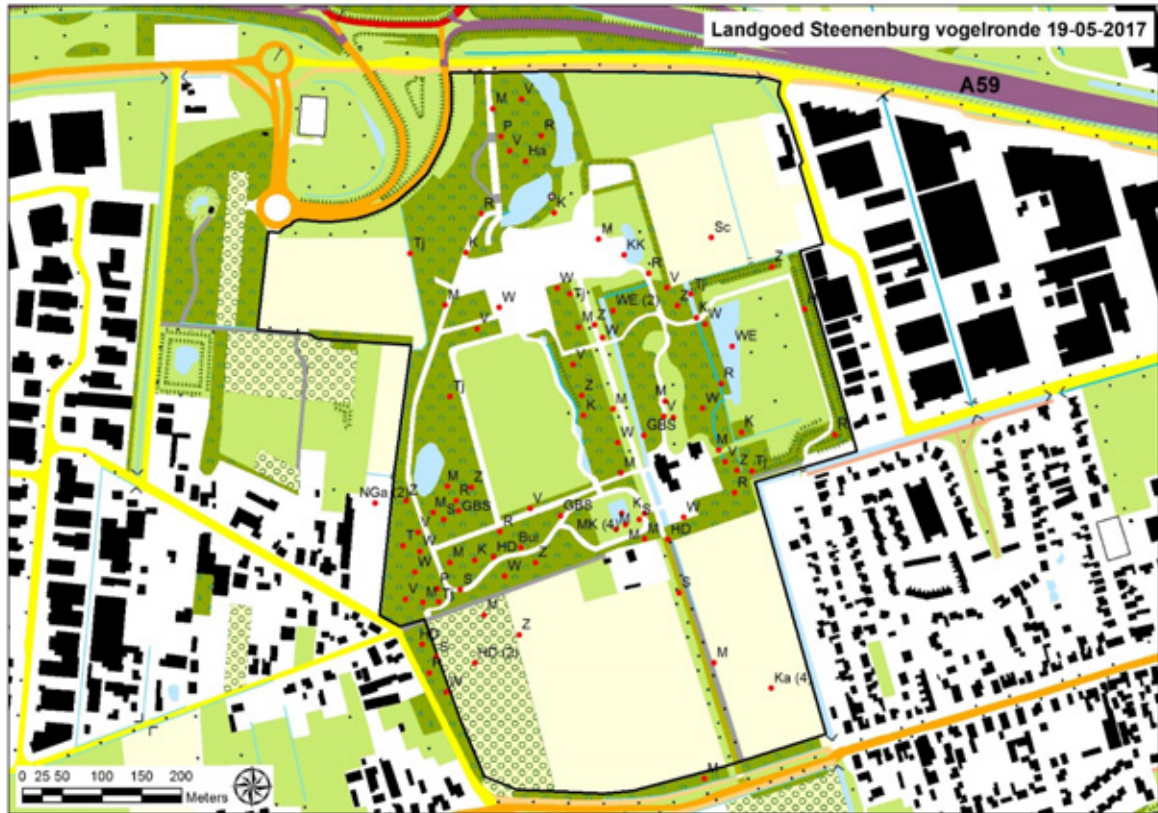 Landgoed Steenenburg vogelronde 19-05-2017
A59
V
M
P
R
V
Ha
R
K
M
Sc
Tj
K
KK
R
Z
W
V
Tj
Tj
WE (2)
Z
M
W
K
W
H
V
M
Z
W
WE
V
R
Tj
Z
K
M
M
V
W
W
GBS
K
R
M
V
Z
Tj
M
R
NGa (2)
Z
M
R
Z
M
S
GBS
V
GBS
MK (4)
W
K
S
W
V
R
M
M
HD
T
W
Bul
M
K
HD
W
Z
W
P
S
V
M
Tj
M
S
HD
Z
S
HD (2)
M
R
W
Ka (4)
M
0 25 50 100 150 200
Meters